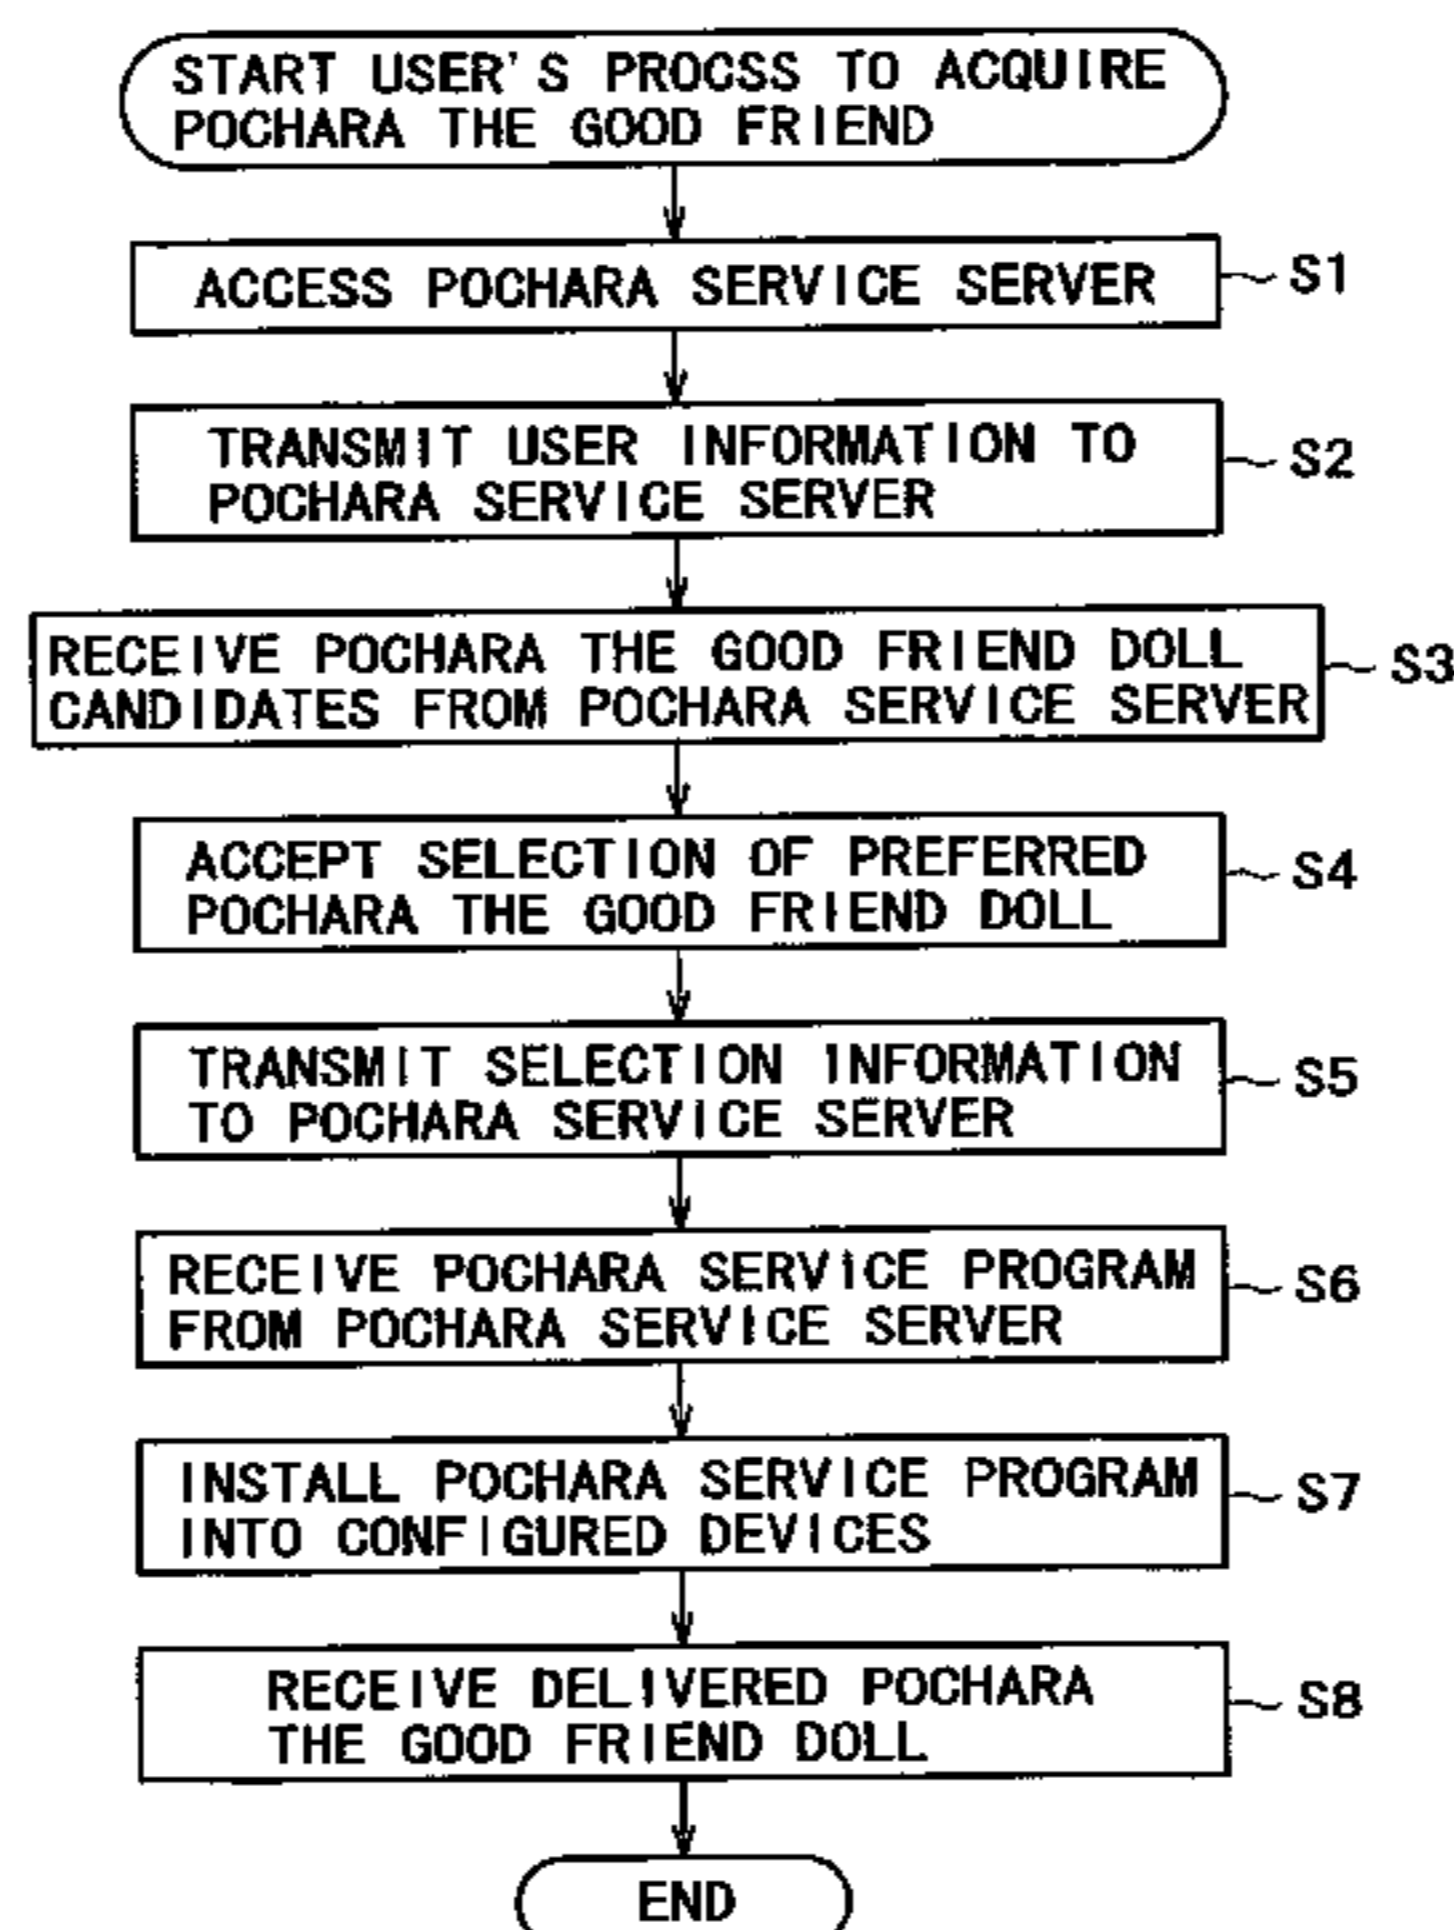 START USER'S PROCSS TO ACQUIRE
POCHARA THE GOOD FRIEND
ACCESS POCHARA SERVICE SERVER
S1
TRANSMIT USER INFORMATION TO
POCHARA SERVICE SERVER
S2
RECEIVE POCHARA THE GOOD FRIEND DOLL
CANDIDATES FROM POCHARA SERVICE SERVER
S3
ACCEPT SELECTION OF PREFERRED
POCHARA THE GOOD FRIEND DOLL
S4
TRANSMIT SELECTION INFORMATION
TO POCHARA SERVICE SERVER
S5
RECEIVE POCHARA SERVICE PROGRAM
FROM POCHARA SERVICE SERVER
S6
INSTALL POCHARA SERVICE PROGRAM
INTO CONFIGURED DEVICES
S7
RECEIVE DELIVERED POCHARA
THE GOOD FRIEND DOLL
S8
END